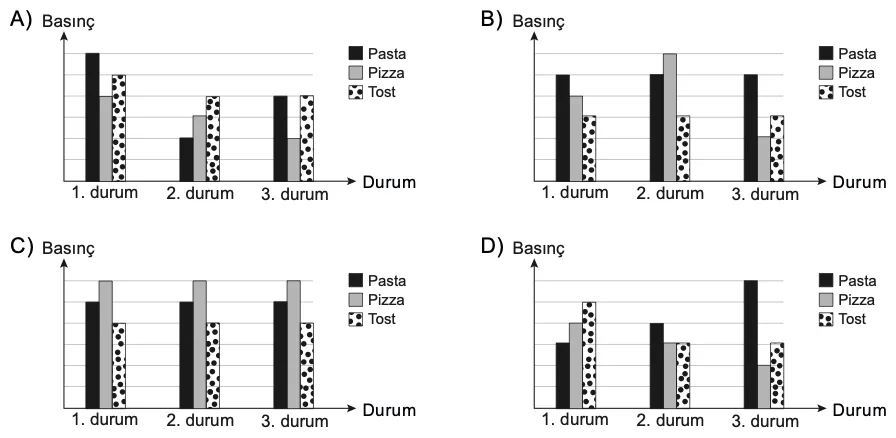 A) Basınç
Pasta
Pizza
Tost
1. durum 2. durum 3. durum Durum
B) Basınç
Pasta
Pizza
Tost
1. durum 2. durum 3. durum Durum
C) Basınç
Pasta
Pizza
Tost
1. durum 2. durum 3. durum Durum
D) Basınç
Pasta
Pizza
Tost
1. durum 2. durum 3. durum Durum